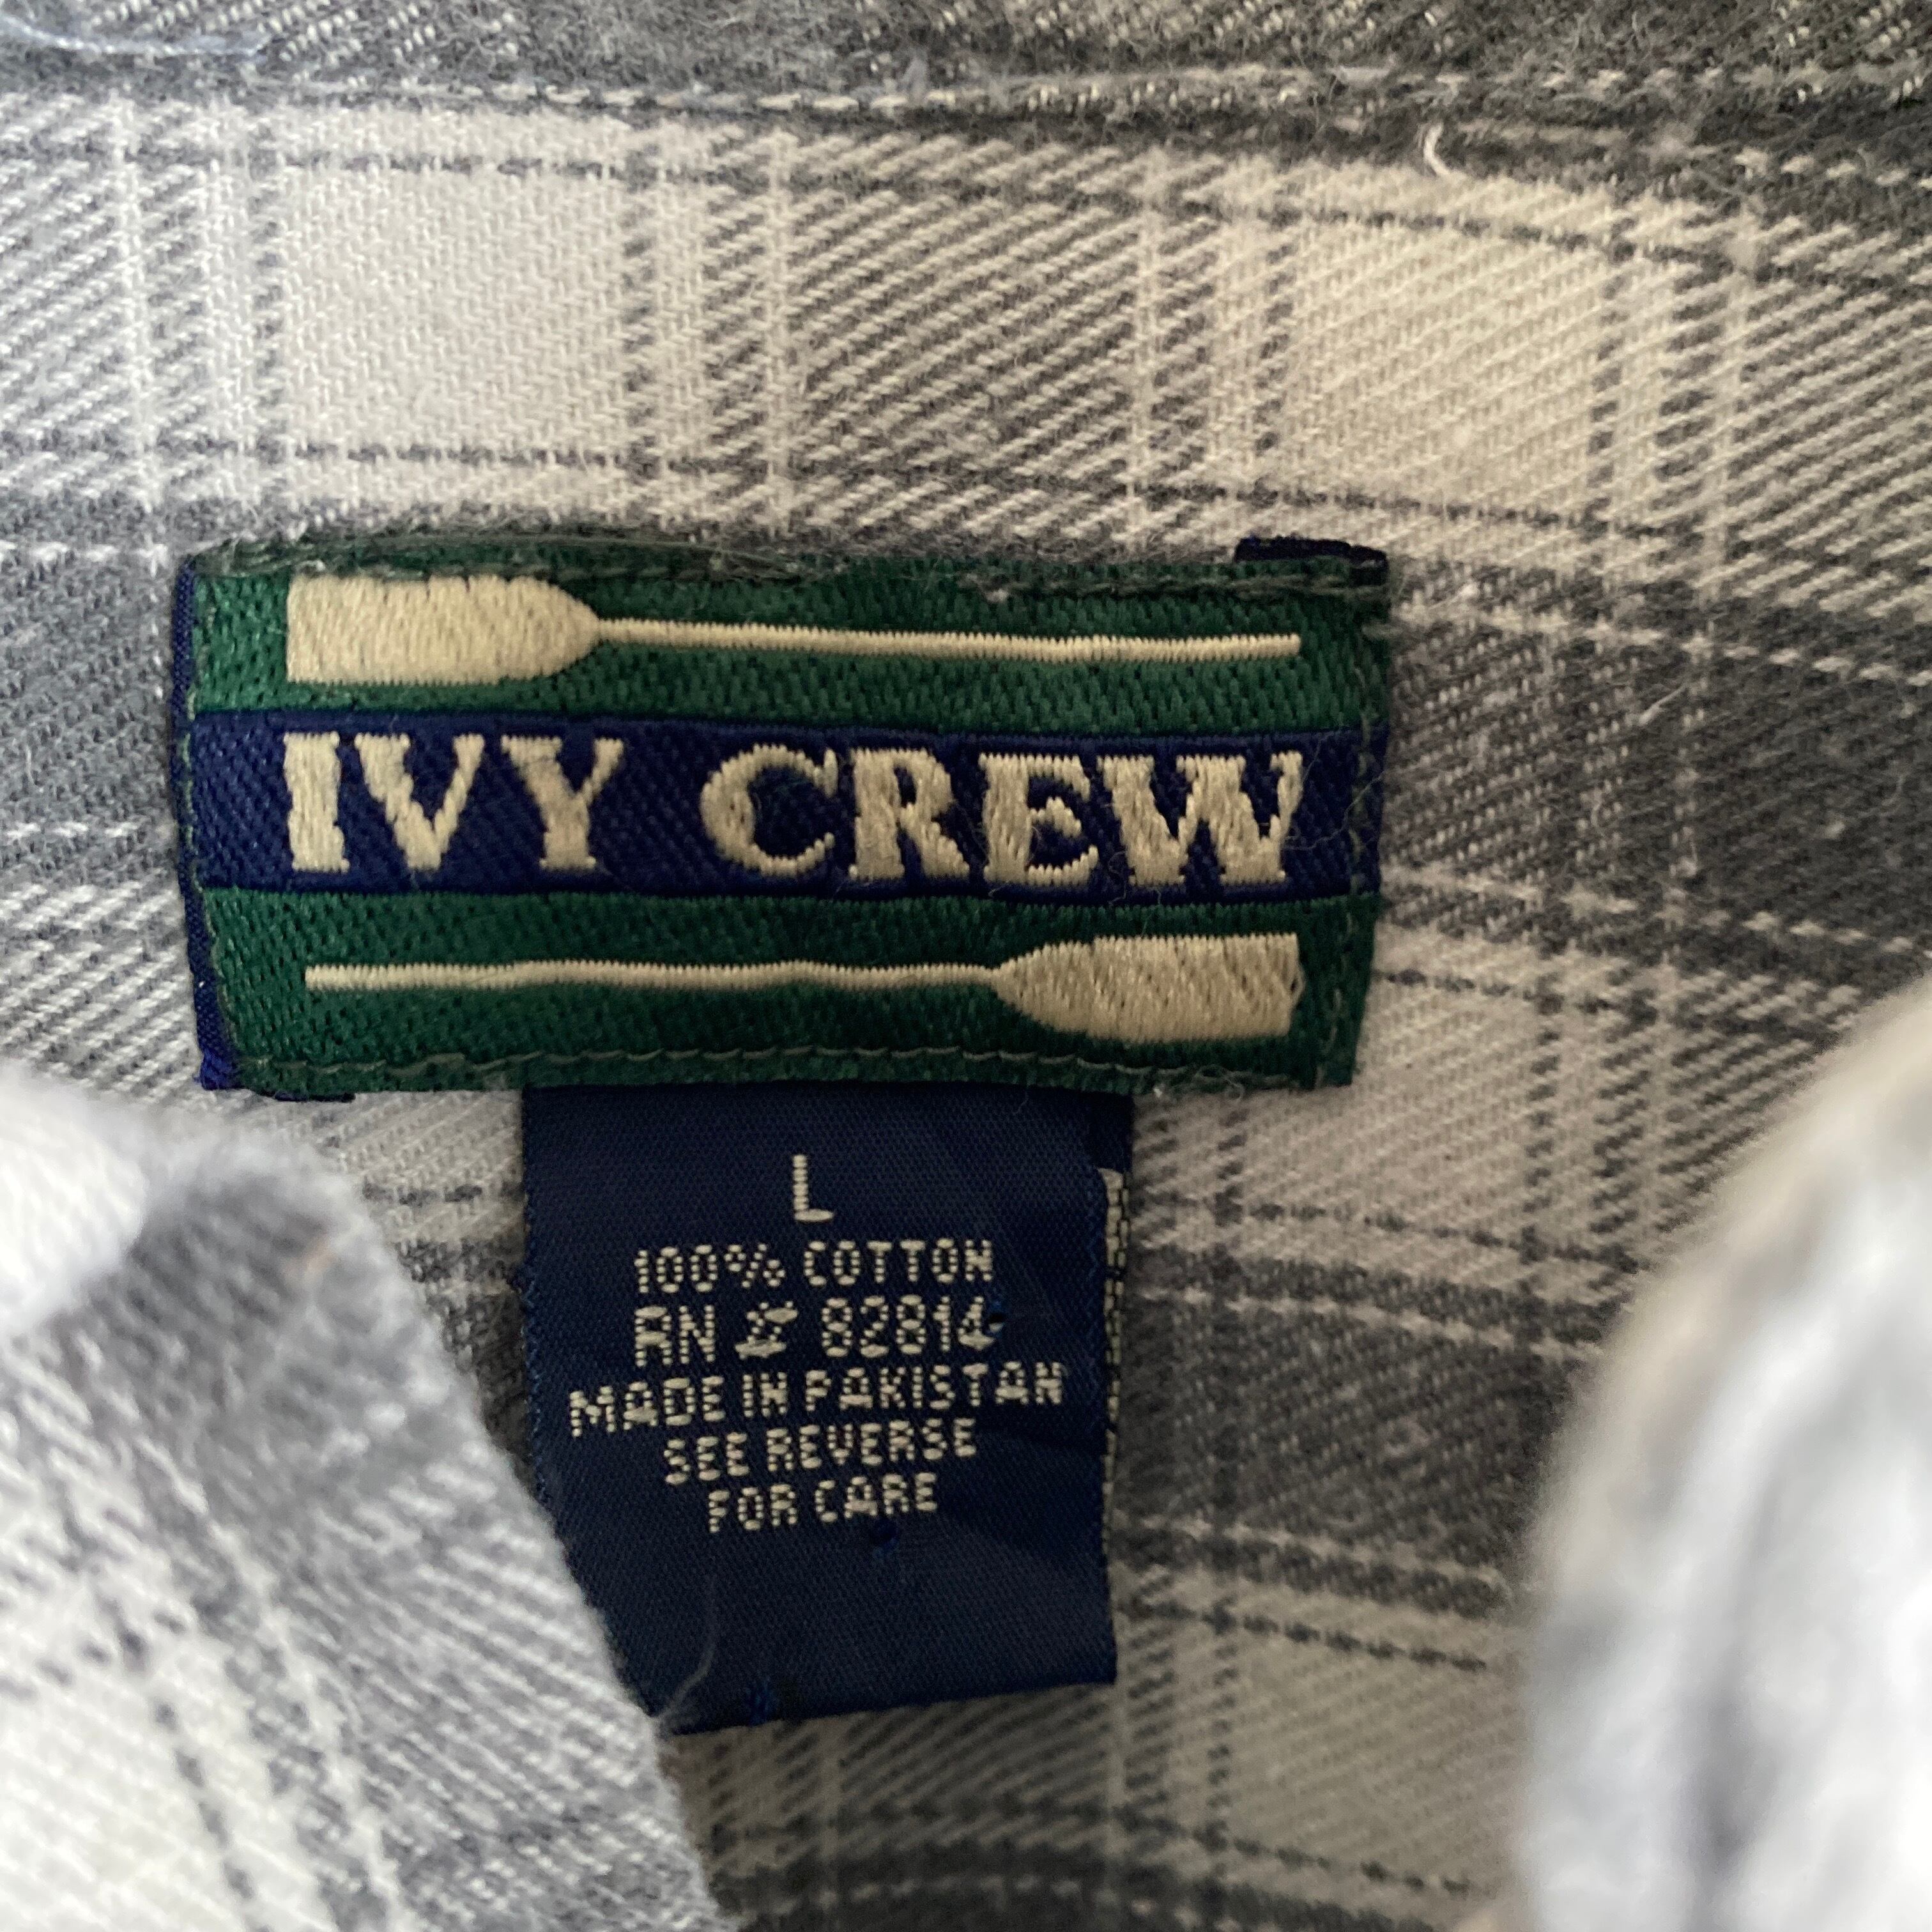 IVY CREW
L
100% COTTON
RN # 82814
MADE IN PAKISTAN
SEE REVERSE
FOR CARE